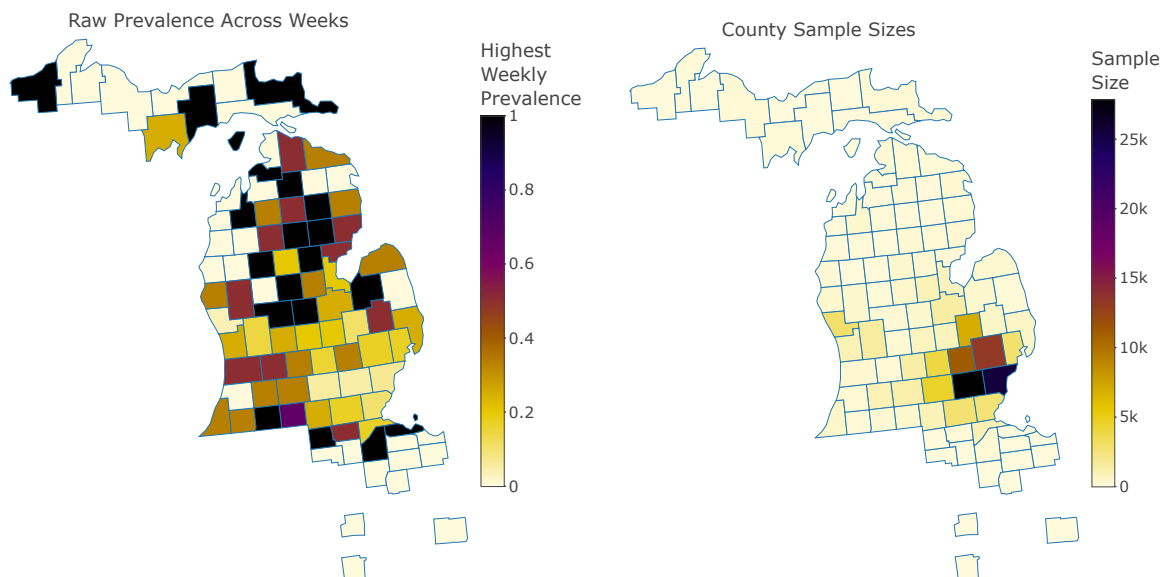 Raw Prevalence Across Weeks
Highest
Weekly
Prevalence
1
0.8
0.6
0.4
0.2
0
County Sample Sizes
Sample
Size
25k
20k
15k
10k
5k
0